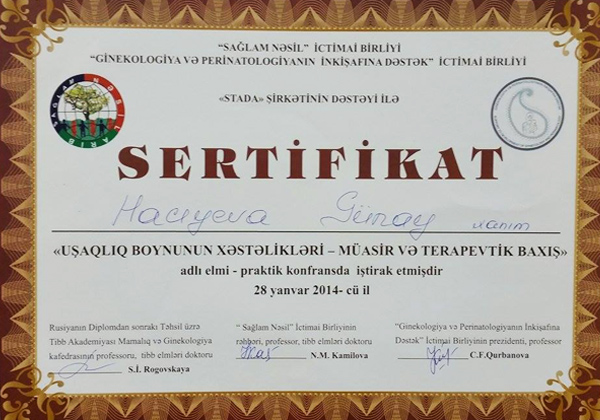 “SAĞLAM NƏSİL” İCTİMAİ BİRLİYİ
“GİNEKOLOGİYA VƏ PERİNATOLOGİYANIN İNKİŞAFINA DƏSTƏK” İCTİMAİ BİRLİYİ
«STADA» ŞİRKƏTİNİN DƏSTƏYİ İLƏ
SERTİFİKAT
Hacıyeva Günay xanım
«UŞAQLIQ BOYNUNUN XƏSTƏLİKLƏRİ – MÜASİR VƏ TERAPEVTİK BAXIŞ»
adlı elmi - praktik konfransda iştirak etmişdir
28 yanvar 2014- cü il
Rusiyanın Diplomdan sonrakı Təhsil üzrə
Tibb Akademiyası Mamalıq və Ginekologiya
kafedrasının professoru, tibb elmləri doktoru
S.İ. Rogovskaya
“ Sağlam Nəsil” İctimai Birliyinin
rəhbəri, professor, tibb elmləri doktoru
N.M. Kamilova
“Ginekologiya və Perinatologiyanın İnkişafına
Dəstək” İctimai Birliyinin prezidenti, professor
C.F.Qurbanova